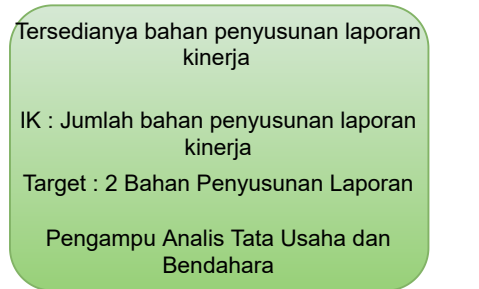 Tersedianya bahan penyusunan laporan
kinerja
IK : Jumlah bahan penyusunan laporan
kinerja
Target : 2 Bahan Penyusunan Laporan
Pengampu Analis Tata Usaha dan
Bendahara